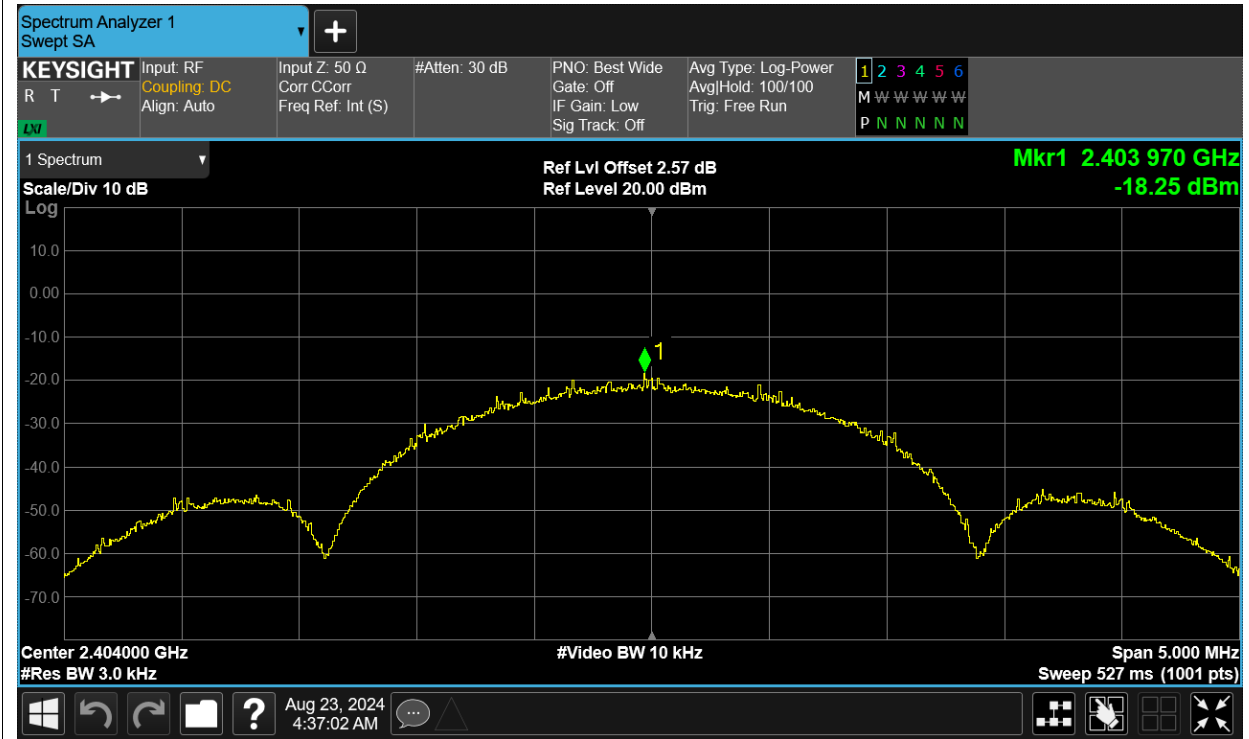 Spectrum Analyzer 1
Swept SA
+
KEYSIGHT
R T
LXI
Input: RF
Coupling: DC
Align: Auto
Input Z: 50 Ω
Corr CCorr
Freq Ref: Int (S)
#Atten: 30 dB
PNO: Best Wide
Gate: Off
IF Gain: Low
Sig Track: Off
Avg Type: Log-Power
Avg|Hold: 100/100
Trig: Free Run
1 2 3 4 5 6
M W W W W W
P N N N N N
1 Spectrum
Scale/Div 10 dB
Ref Lvl Offset 2.57 dB
Ref Level 20.00 dBm
Mkr1 2.403 970 GHz
-18.25 dBm
Log
10.0
0.00
-10.0
1
-20.0
-30.0
-40.0
-50.0
-60.0
-70.0
Center 2.404000 GHz
#Video BW 10 kHz
Span 5.000 MHz
#Res BW 3.0 kHz
Sweep 527 ms (1001 pts)
?
Aug 23, 2024
4:37:02 AM